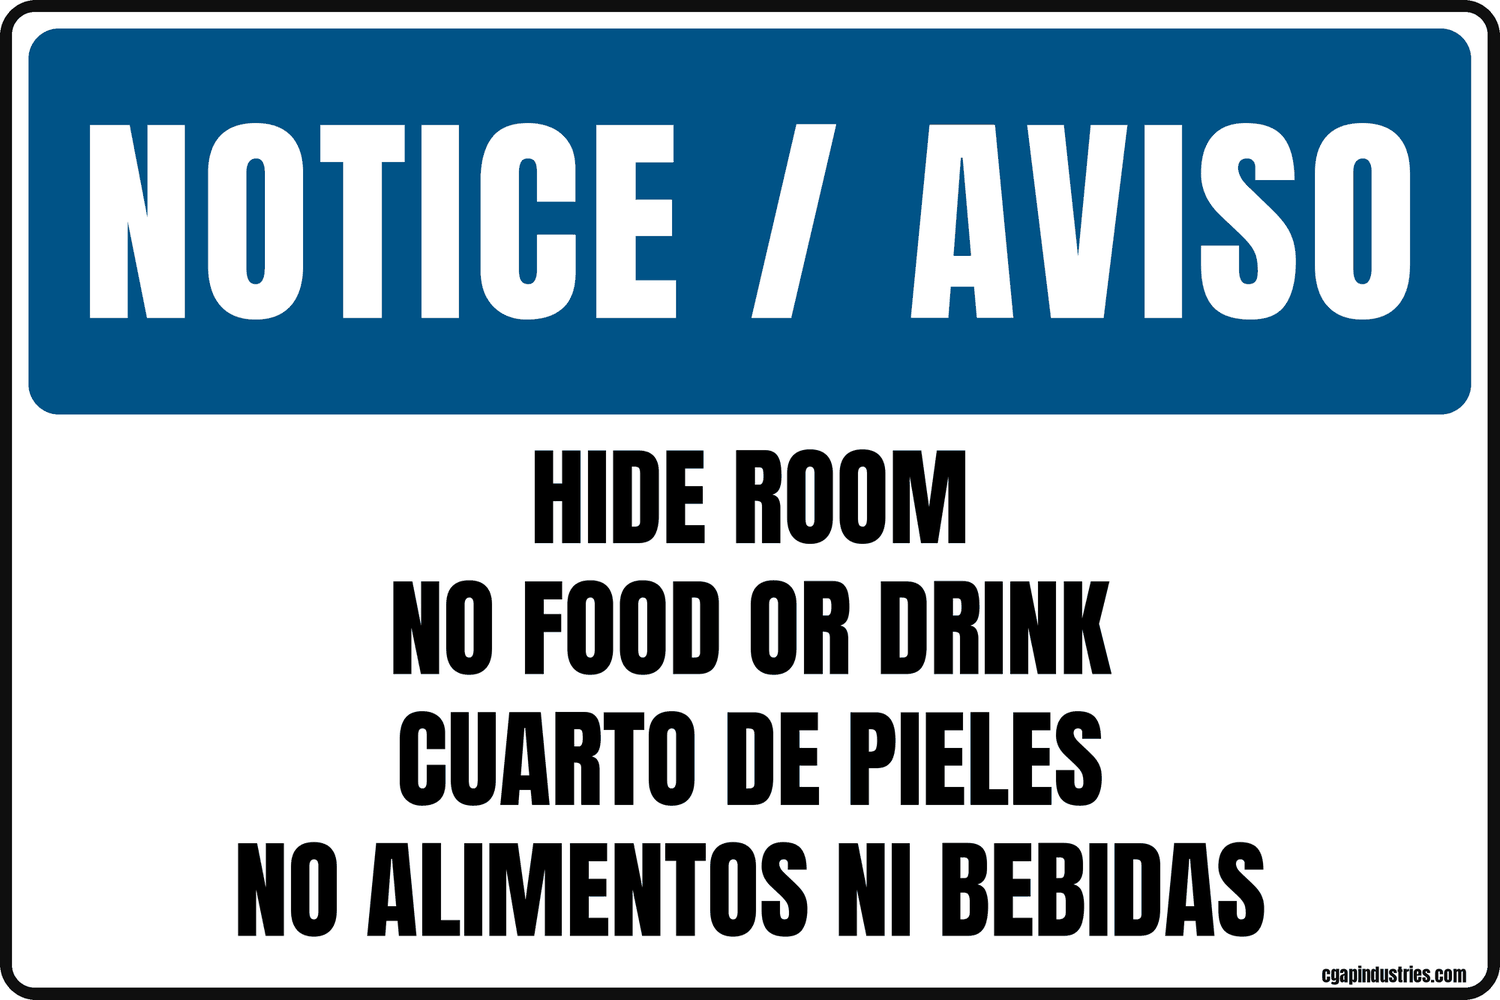 NOTICE / AVISO
HIDE ROOM
NO FOOD OR DRINK
CUARTO DE PIELES
NO ALIMENTOS NI BEBIDAS
cgapindustries.com